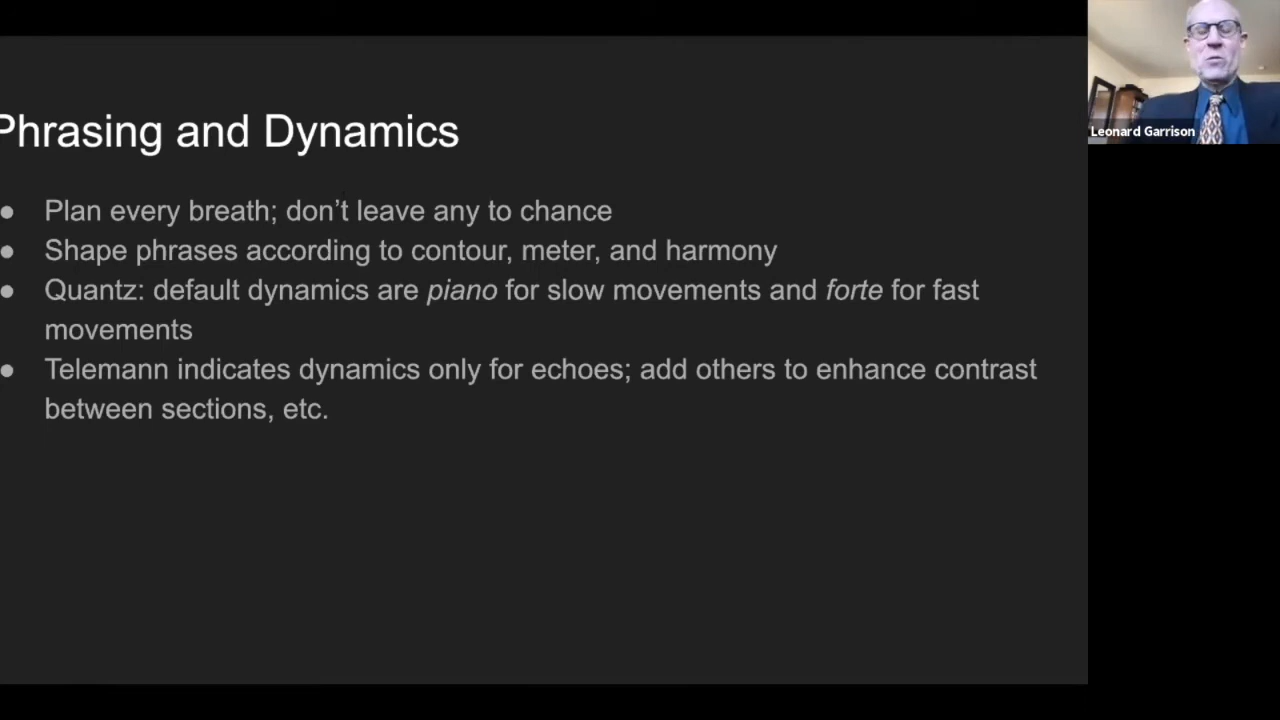 Phrasing and Dynamics
● Plan every breath; don’t leave any to chance
● Shape phrases according to contour, meter, and harmony
● Quantz: default dynamics are piano for slow movements and forte for fast
movements
● Telemann indicates dynamics only for echoes; add others to enhance contrast
between sections, etc.
Leonard Garrison